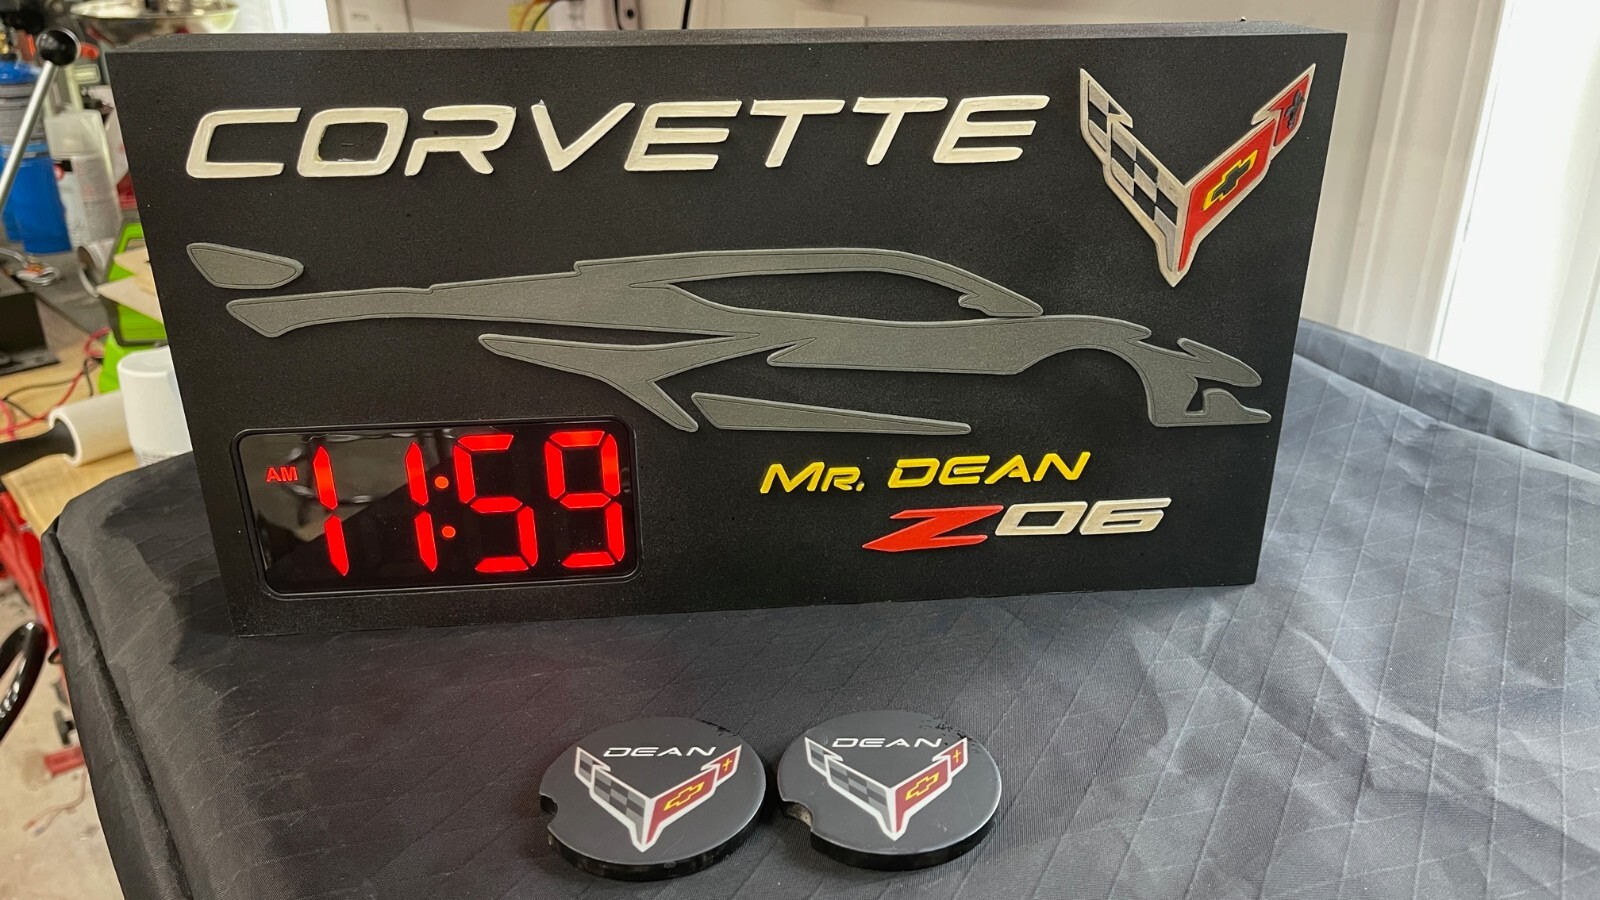 CORVETTE
AM 11:59
MR. DEAN
Z06
DEAN
DEAN